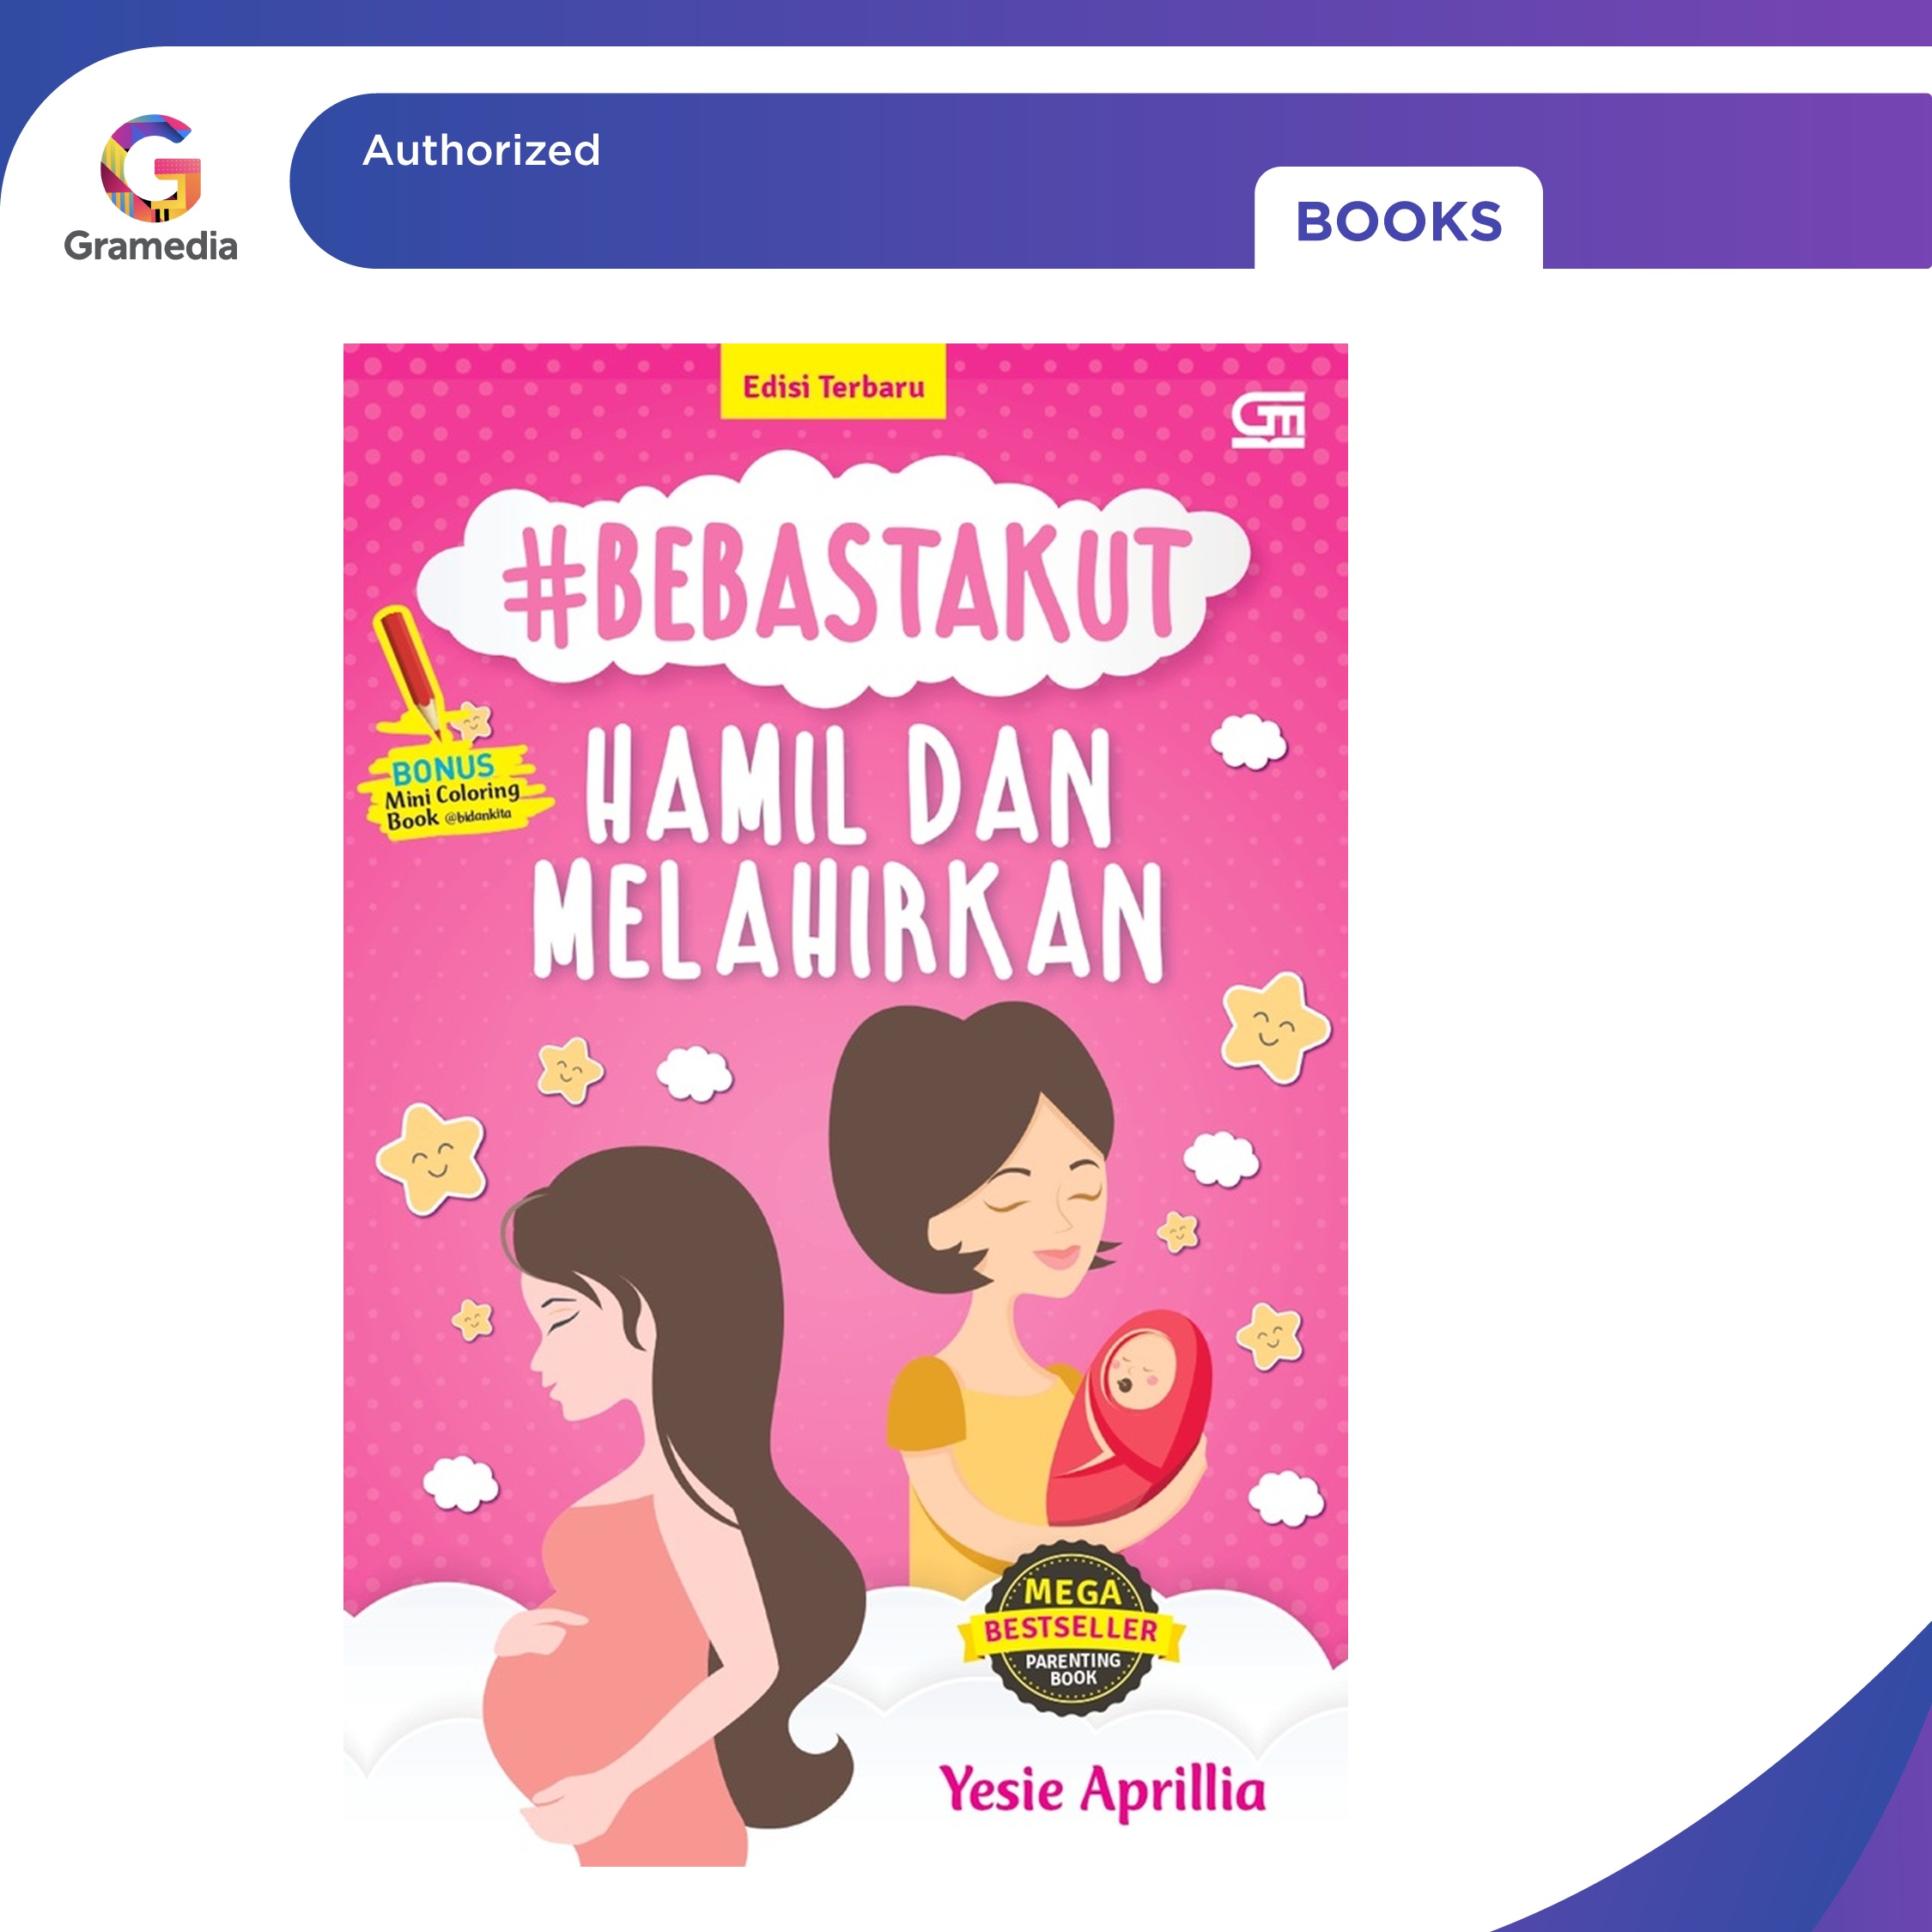 Gramedia
Authorized
BOOKS
Edisi Terbaru
#BEBASTAKUT
BONUS
Mini Coloring
Book @bidankita
HAMIL DAN
MELAHIRKAN
MEGA
BESTSELLER
PARENTING
BOOK
Yesie Aprillia